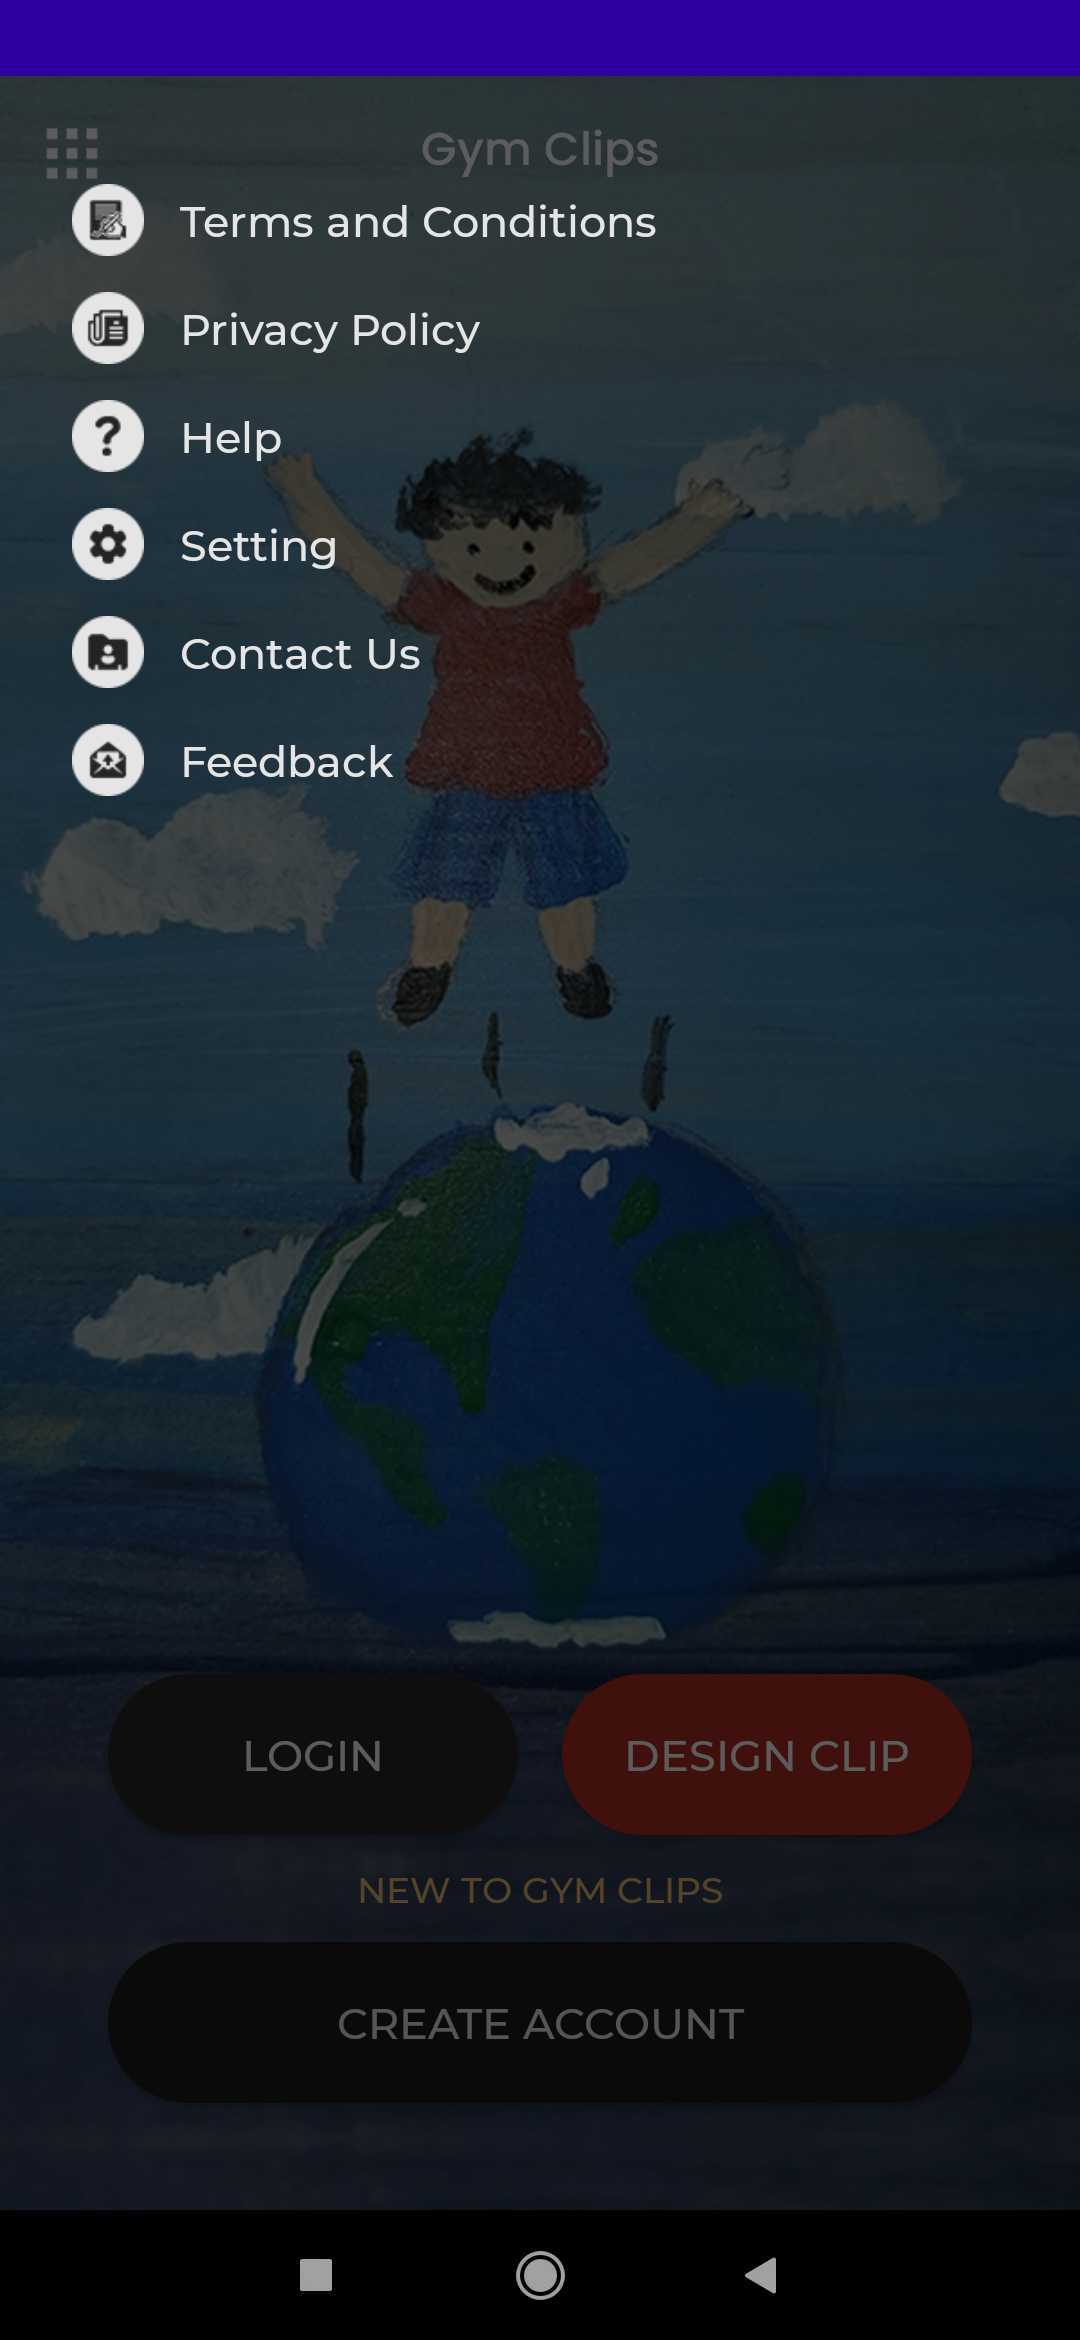 Gym Clips
Terms and Conditions
Privacy Policy
Help
Setting
Contact Us
Feedback
LOGIN
DESIGN CLIP
NEW TO GYM CLIPS
CREATE ACCOUNT